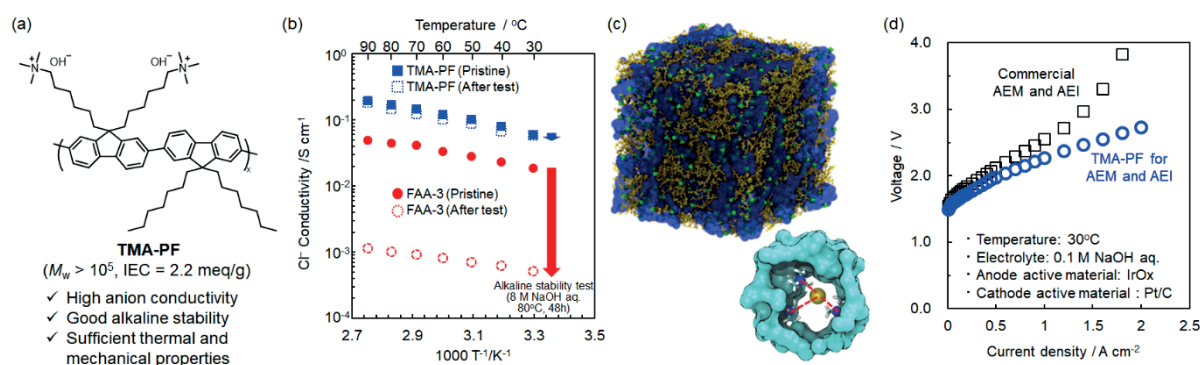 (a)
OH⁻
OH⁻
N
+
N
+
( )x
TMA-PF
(Mw > 10⁵, IEC = 2.2 meq/g)
✓ High anion conductivity
✓ Good alkaline stability
✓ Sufficient thermal and
mechanical properties
(b)
Temperature / °C
90 80 70 60 50 40 30
10⁰
10⁻¹
10⁻²
10⁻³
10⁻⁴
Cl⁻ Conductivity /S cm⁻¹
TMA-PF (Pristine)
TMA-PF (After test)
FAA-3 (Pristine)
FAA-3 (After test)
Alkaline stability test
(8 M NaOH aq.
80°C, 48h)
2.7 2.9 3.1 3.3 3.5
1000 T⁻¹/K⁻¹
(c)
(d)
4.0
3.0
2.0
1.0
0.0
Voltage / V
Commercial
AEM and AEI
TMA-PF for
AEM and AEI
・Temperature: 30°C
・Electrolyte: 0.1 M NaOH aq.
・Anode active material: IrOx
・Cathode active material : Pt/C
0 0.5 1.0 1.5 2.0 2.5
Current density / A cm⁻²